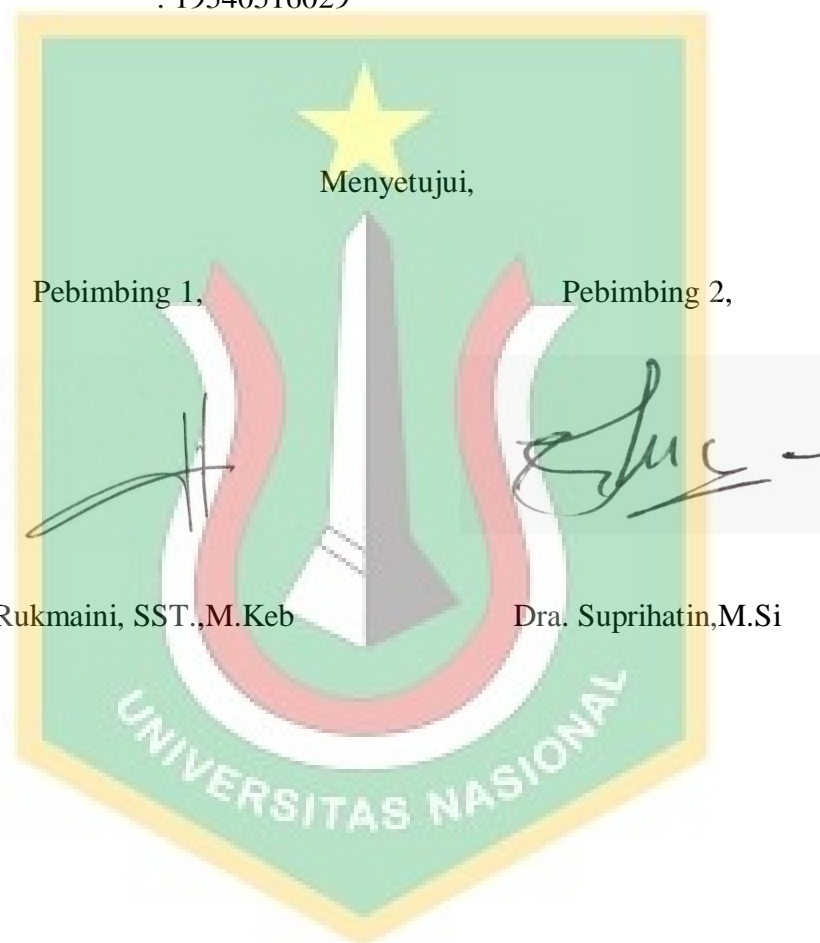 Menyetujui,
Pebimbing 1, Pebimbing 2,
Rukmaini, SST.,M.Keb Dra. Suprihatin,M.Si
UNIVERSITAS NASIONAL